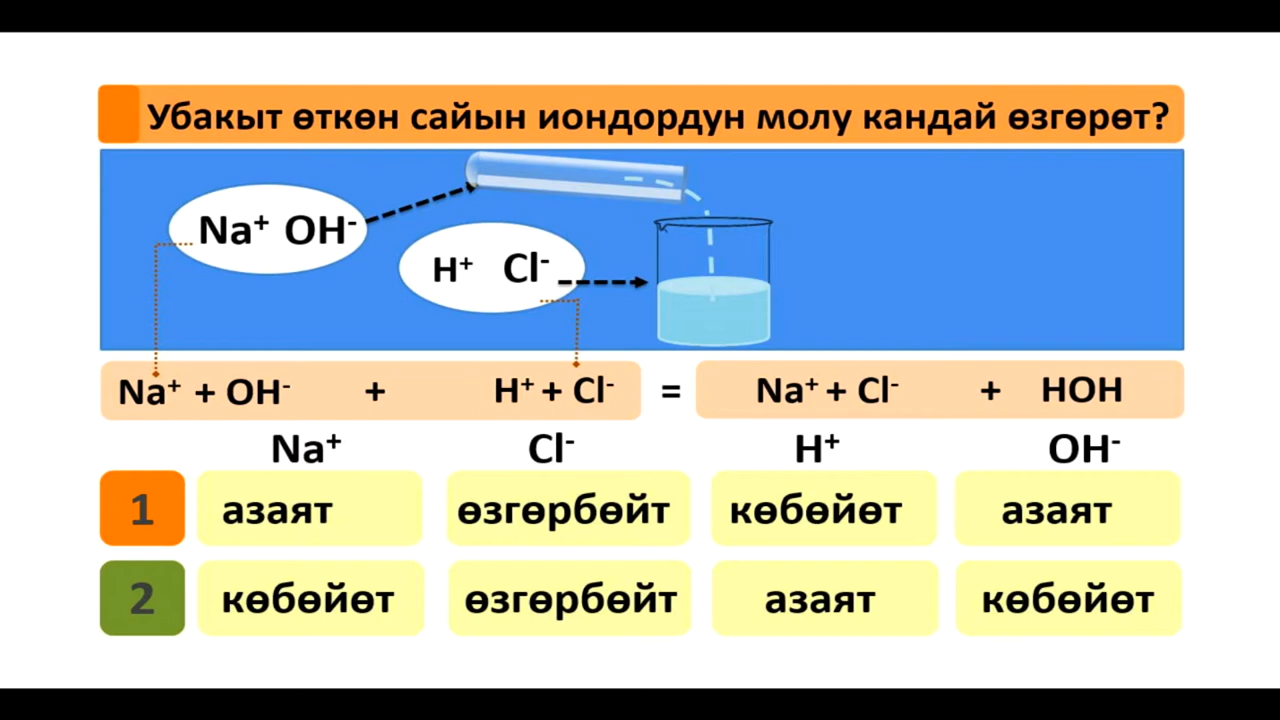 Убакыт өткөн сайын иондордун молу кандай өзгөрөт?
Na⁺ OH⁻
H⁺ Cl⁻
Na⁺ + OH⁻ + H⁺ + Cl⁻ = Na⁺ + Cl⁻ + HOH
Na⁺ Cl⁻ H⁺ OH⁻
1 азаят өзгөрбөйт көбөйөт азаят
2 көбөйөт өзгөрбөйт азаят көбөйөт